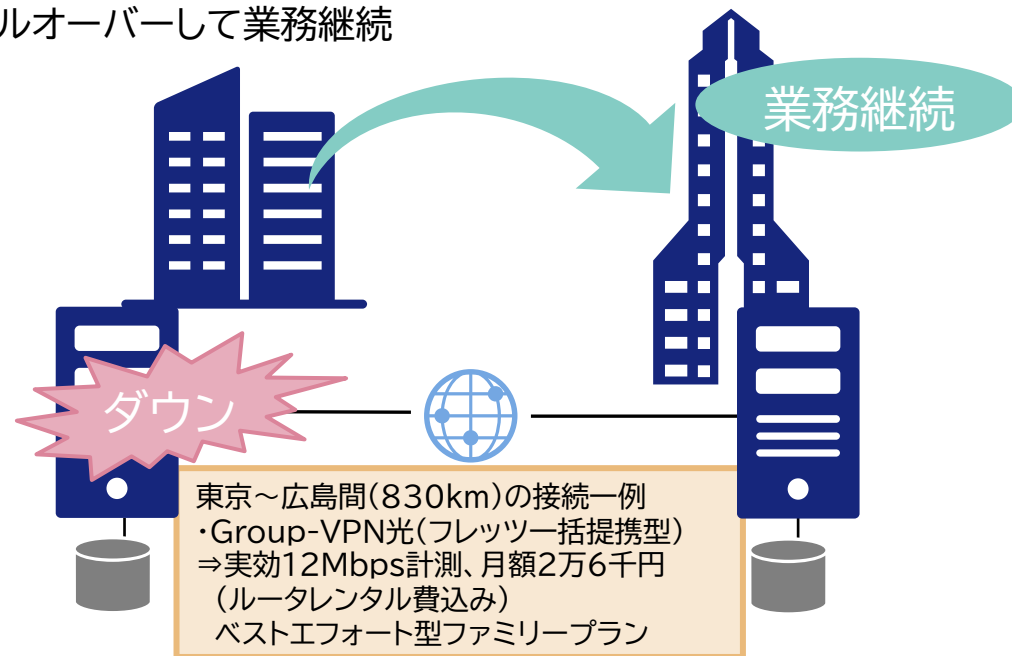 ルオーバーして業務継続
業務継続
ダウン
東京～広島間(830km)の接続一例
・Group-VPN光(フレッツ一括提携型)
⇒実効12Mbps計測、月額2万6千円
(ルータレンタル費込み)
ベストエフォート型ファミリープラン